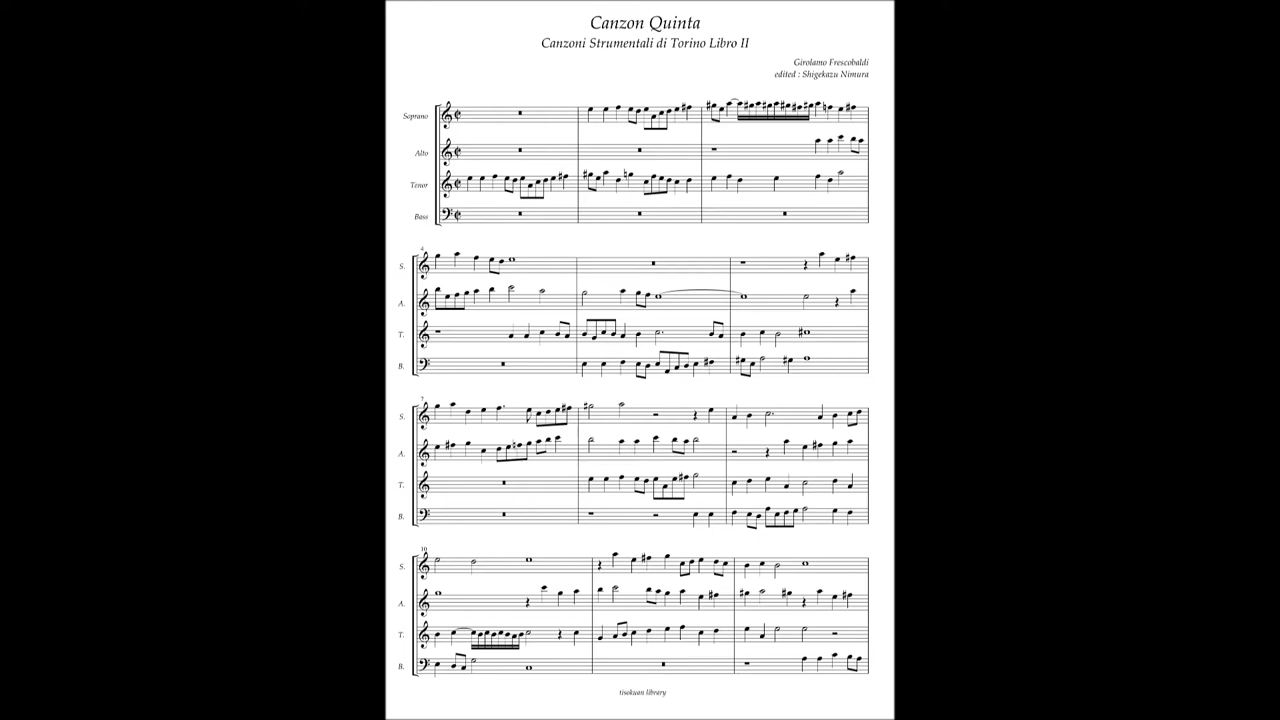 Canzon Quinta
Canzoni Strumentali di Torino Libro II
Girolamo Frescobaldi
edited : Shigekazu Nimura
Soprano
Alto
Tenor
Bass
4
S.
A.
T.
B.
7
S.
A.
T.
B.
10
S.
A.
T.
B.
tisokuan library